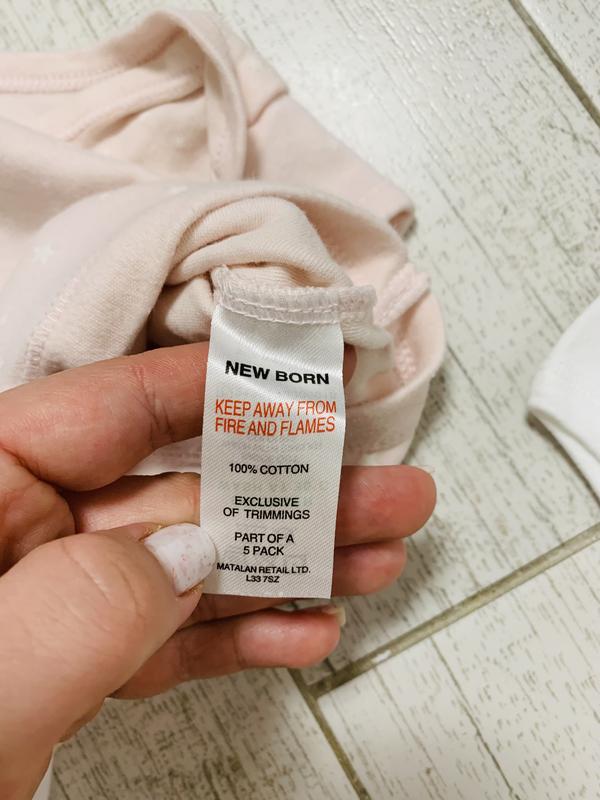 NEW BORN
KEEP AWAY FROM
FIRE AND FLAMES
100% COTTON
EXCLUSIVE
OF TRIMMINGS
PART OF A
5 PACK
MATALAN RETAIL LTD.
L33 7SZ